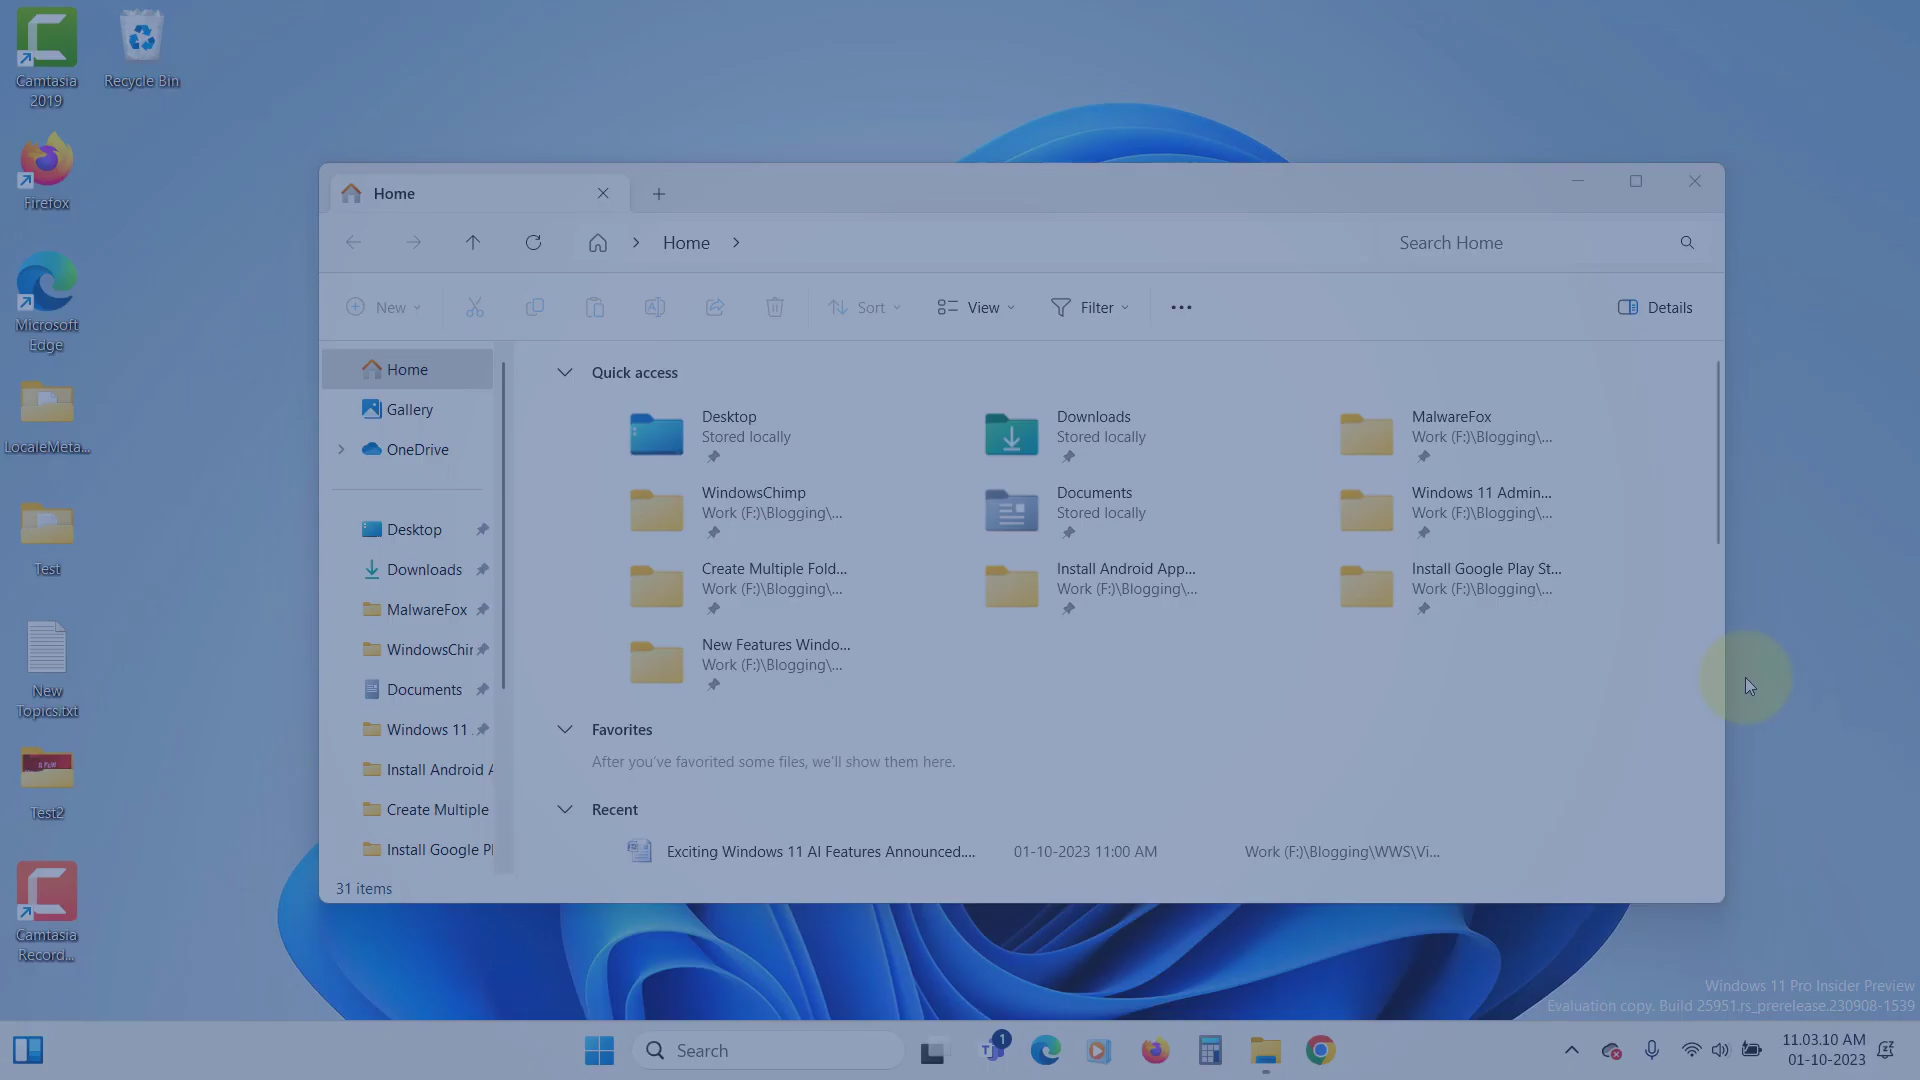 Camtasia
2019
Recycle Bin
Firefox
Microsoft
Edge
LocaleMeta...
Test
New
Topics.txt
Test2
Camtasia
Record...
Home
Home
Search Home
New
Sort
View
Filter
Details
Home
Gallery
OneDrive
Desktop
Downloads
MalwareFox
WindowsChin
Documents
Windows 11
Install Android A
Create Multiple
Install Google Pl
Quick access
Desktop
Stored locally
Downloads
Stored locally
MalwareFox
Work (F:)\Blogging\...
WindowsChimp
Work (F:)\Blogging\...
Documents
Stored locally
Windows 11 Admin...
Work (F:)\Blogging\...
Create Multiple Fold...
Work (F:)\Blogging\...
Install Android App...
Work (F:)\Blogging\...
Install Google Play St...
Work (F:)\Blogging\...
New Features Windo...
Work (F:)\Blogging\...
Favorites
After you've favorited some files, we'll show them here.
Recent
Exciting Windows 11 AI Features Announced.... 01-10-2023 11:00 AM Work (F:)\Blogging\WWS\Vi...
31 items
Windows 11 Pro Insider Preview
Evaluation copy. Build 25951.rs_prerelease.230908-1539
Search
1
11.03.10 AM
01-10-2023